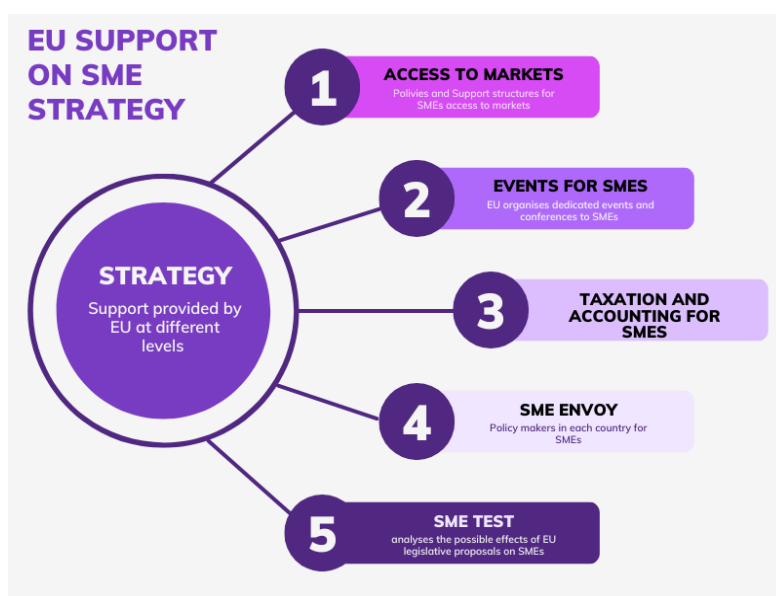 EU SUPPORT
ON SME
STRATEGY
1
ACCESS TO MARKETS
Polivies and Support structures for
SMEs access to markets
2
EVENTS FOR SMES
EU organises dedicated events and
conferences to SMEs
STRATEGY
Support provided by
EU at different
levels
3
TAXATION AND
ACCOUNTING FOR
SMES
4
SME ENVOY
Policy makers in each country for
SMEs
5
SME TEST
analyses the possible effects of EU
legislative proposals on SMEs